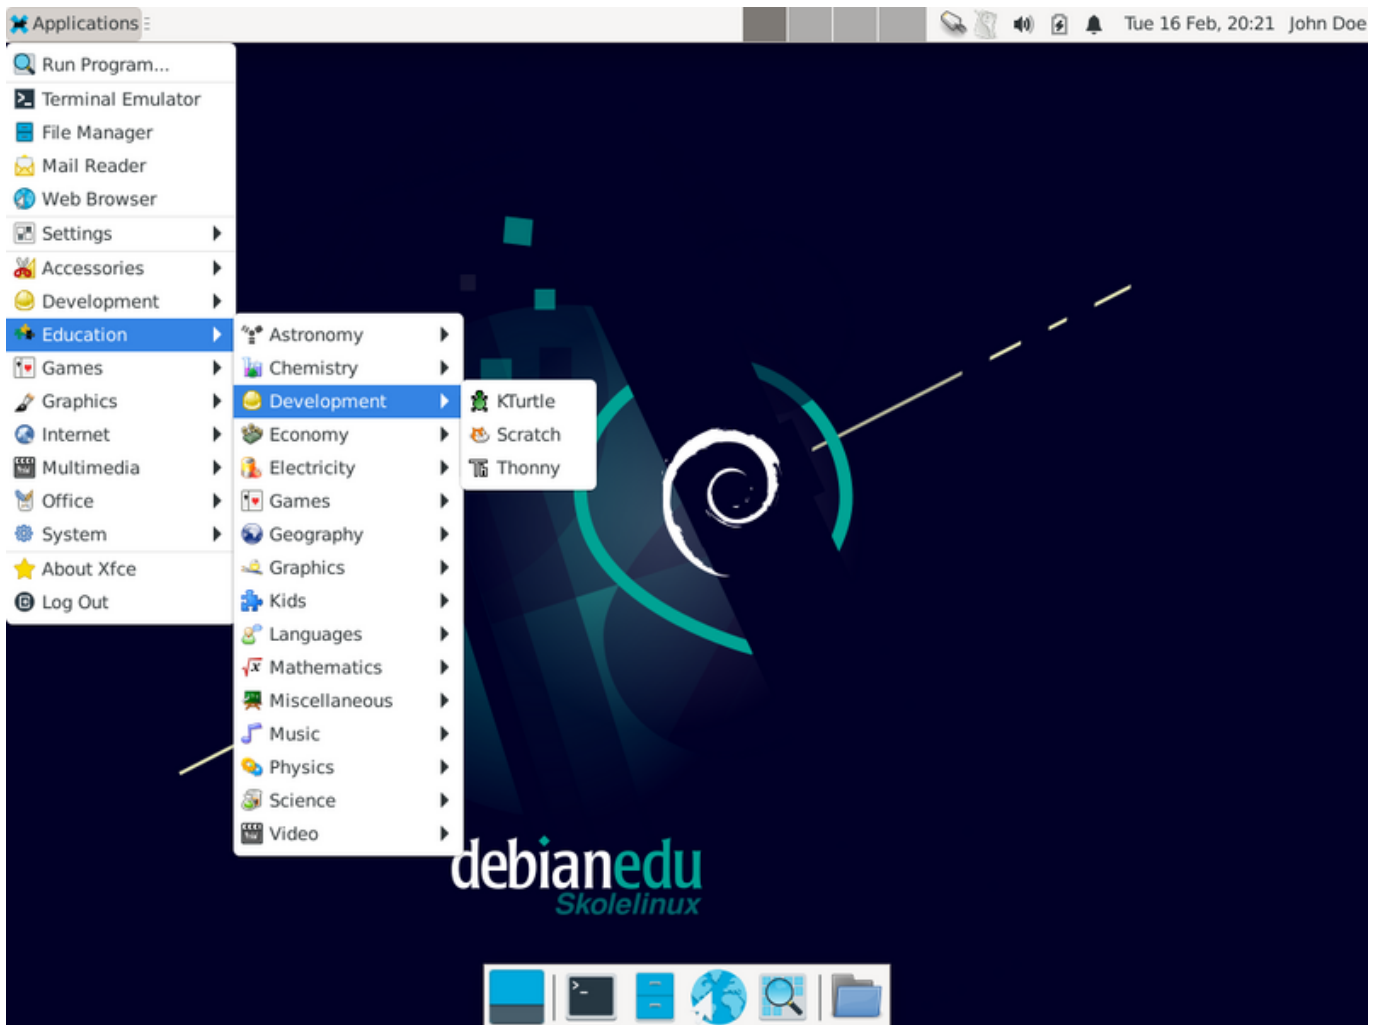 Applications
Tue 16 Feb, 20:21
John Doe
Run Program...
Terminal Emulator
File Manager
Mail Reader
Web Browser
Settings
Accessories
Development
Education
Games
Graphics
Internet
Multimedia
Office
System
About Xfce
Log Out
Astronomy
Chemistry
Development
Economy
Electricity
Games
Geography
Graphics
Kids
Languages
Mathematics
Miscellaneous
Music
Physics
Science
Video
KTurtle
Scratch
Thonny
debianedu
Skolelinux